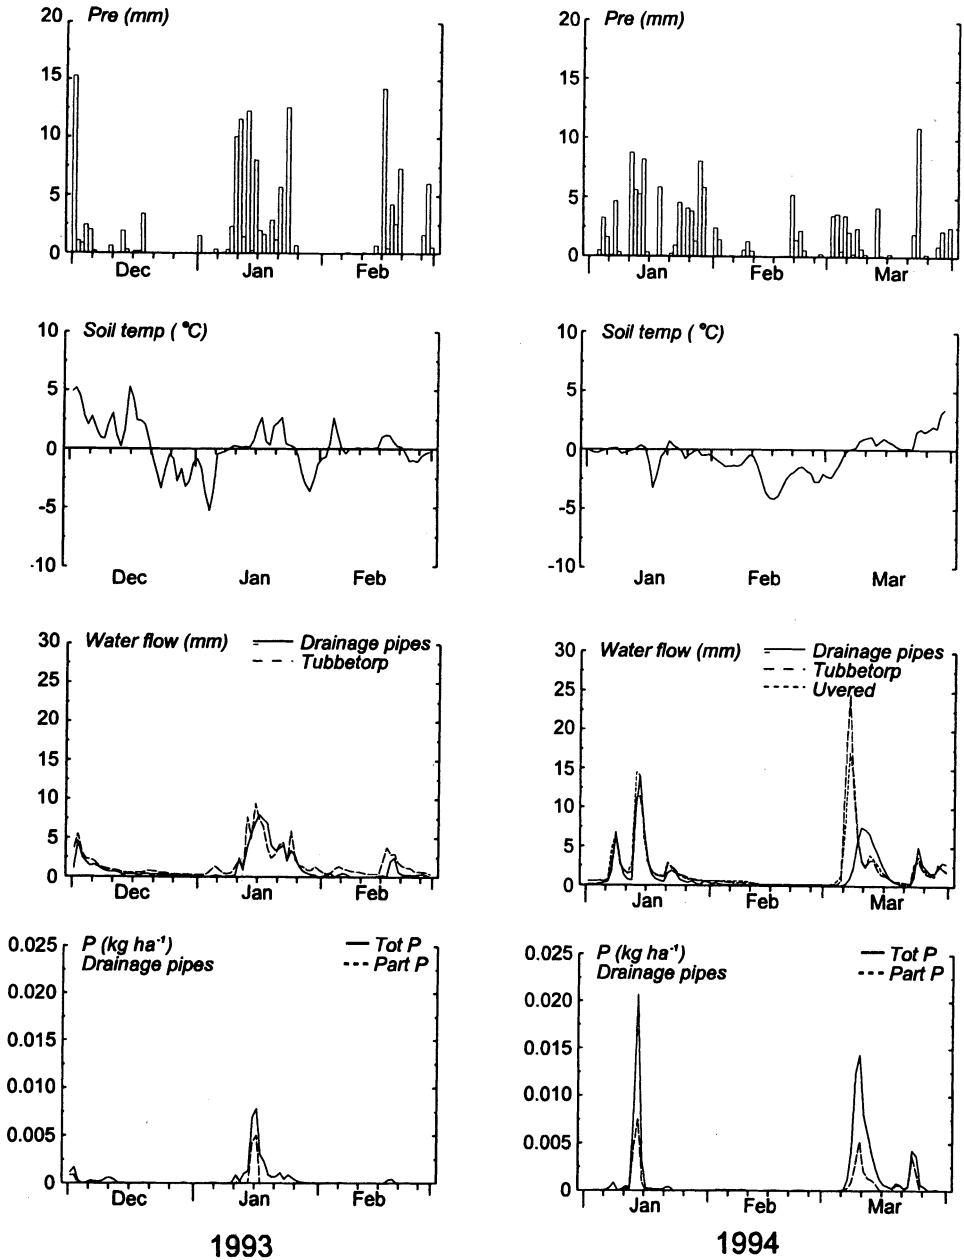 Pre (mm)
20
15
10
5
0
Dec Jan Feb
Pre (mm)
20
15
10
5
0
Jan Feb Mar
Soil temp ( °C)
10
5
0
-5
-10
Dec Jan Feb
Soil temp ( °C)
10
5
0
-5
-10
Jan Feb Mar
Water flow (mm)
Drainage pipes
Tubbetorp
30
25
20
15
10
5
0
Dec Jan Feb
Water flow (mm)
Drainage pipes
Tubbetorp
Uvered
30
25
20
15
10
5
0
Jan Feb Mar
P (kg ha⁻¹)
Drainage pipes
Tot P
Part P
0.025
0.020
0.015
0.010
0.005
0
Dec Jan Feb
1993
P (kg ha⁻¹)
Drainage pipes
Tot P
Part P
0.025
0.020
0.015
0.010
0.005
0
Jan Feb Mar
1994